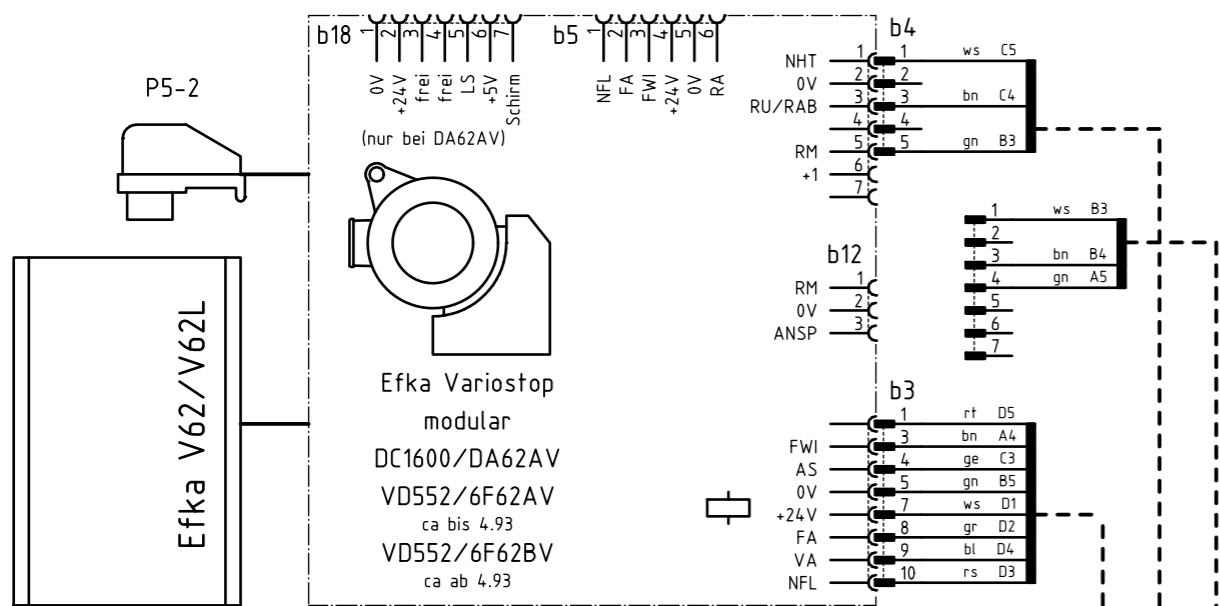 b18
1 2 3 4 5 6 7
0V
+24V
frei
frei
LS
+5V
Schirm
(nur bei DA62AV)
b5
1 2 3 4 5 6
NFL
FA
FWI
+24V
0V
RA
P5-2
b4
NHT 1 1 ws C5
0V 2 2
RU/RAB 3 3 bn C4
4 4
RM 5 5 gn B3
+1 6
7
1 ws B3
2
3 bn B4
4 gn A5
5
6
7
b12
RM 1
0V 2
ANSP 3
Efka V62/V62L
Efka Variostop
modular
DC1600/DA62AV
VD552/6F62AV
ca bis 4.93
VD552/6F62BV
ca ab 4.93
b3
1 rt D5
FWI 3 bn A4
AS 4 ge C3
0V 5 gn B5
+24V 7 ws D1
FA 8 gr D2
VA 9 bl D4
NFL 10 rs D3